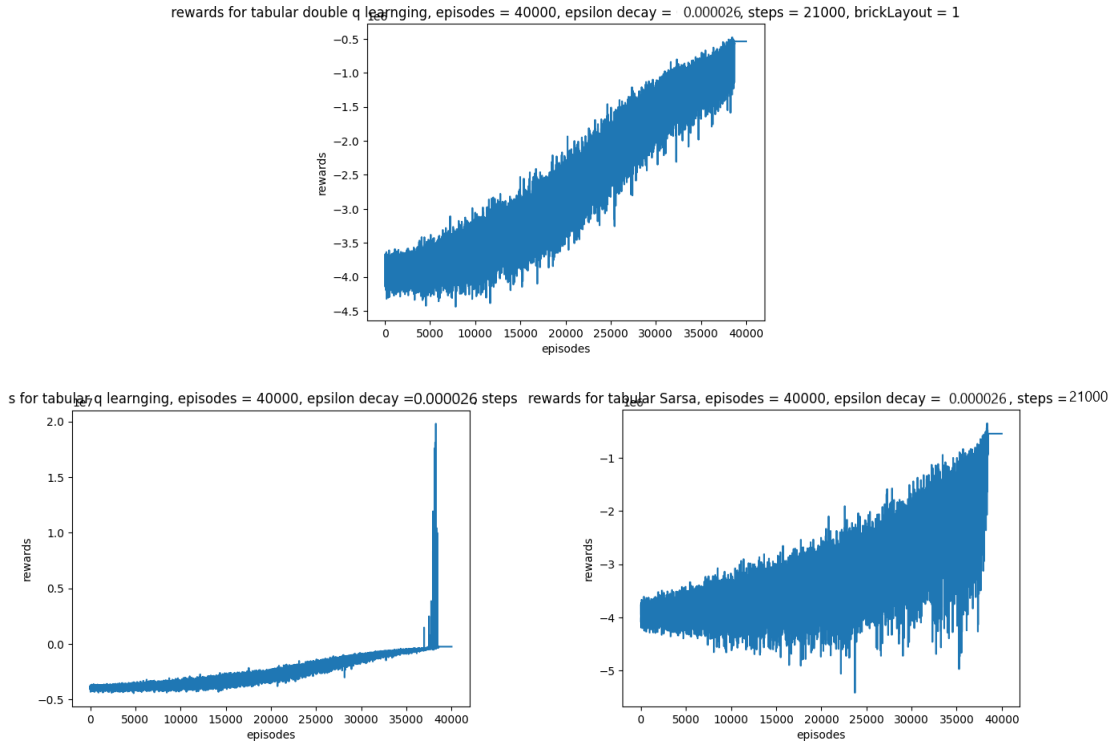 rewards for tabular double q learnging, episodes = 40000, epsilon decay = 0.000026, steps = 21000, brickLayout = 1
1e6
−0.5
−1.0
−1.5
−2.0
−2.5
−3.0
−3.5
−4.0
−4.5
rewards
0 5000 10000 15000 20000 25000 30000 35000 40000
episodes
s for tabular q learnging, episodes = 40000, epsilon decay =0.000026 steps
1e7
2.0
1.5
1.0
0.5
0.0
−0.5
rewards
0 5000 10000 15000 20000 25000 30000 35000 40000
episodes
rewards for tabular Sarsa, episodes = 40000, epsilon decay = 0.000026, steps = 21000
1e6
−1
−2
−3
−4
−5
rewards
0 5000 10000 15000 20000 25000 30000 35000 40000
episodes